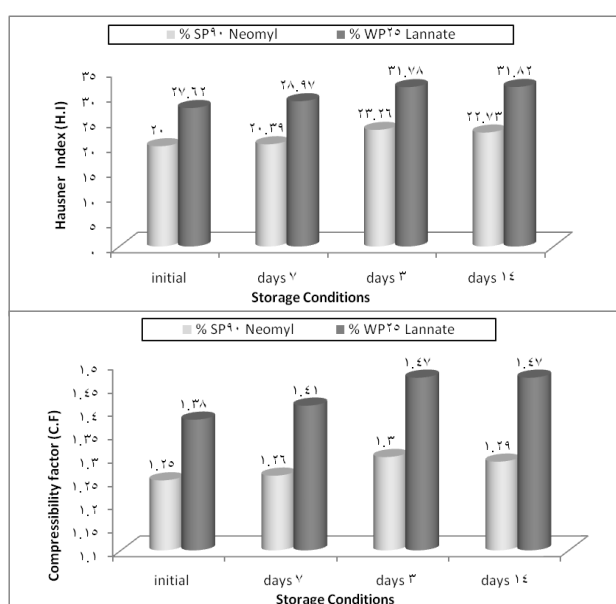 % SP٩٠ Neomyl % WP٢٥ Lannate
Hausner Index (H.I)
٣٥
٣٠
٢٥
٢٠
١٥
١٠
٥
٠
٢٠ ٢٧.٦٢ ٢٠.٣٩ ٢٨.٩٧ ٢٣.٢٦ ٣١.٧٨ ٢٢.٧٣ ٣١.٨٢
initial days ٧ days ٣ days ١٤
Storage Conditions
% SP٩٠ Neomyl % WP٢٥ Lannate
Compressibility factor (C.F)
١.٥
١.٤٥
١.٤
١.٣٥
١.٣
١.٢٥
١.٢
١.١٥
١.١
١.٢٥ ١.٣٨ ١.٢٦ ١.٤١ ١.٣ ١.٤٧ ١.٢٩ ١.٤٧
initial days ٧ days ٣ days ١٤
Storage Conditions